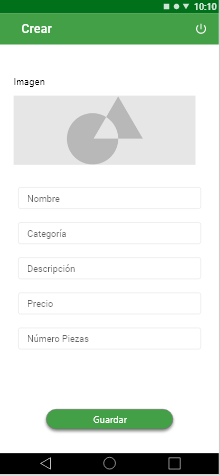 10:10
Crear
Imagen
Nombre
Categoría
Descripción
Precio
Número Piezas
Guardar